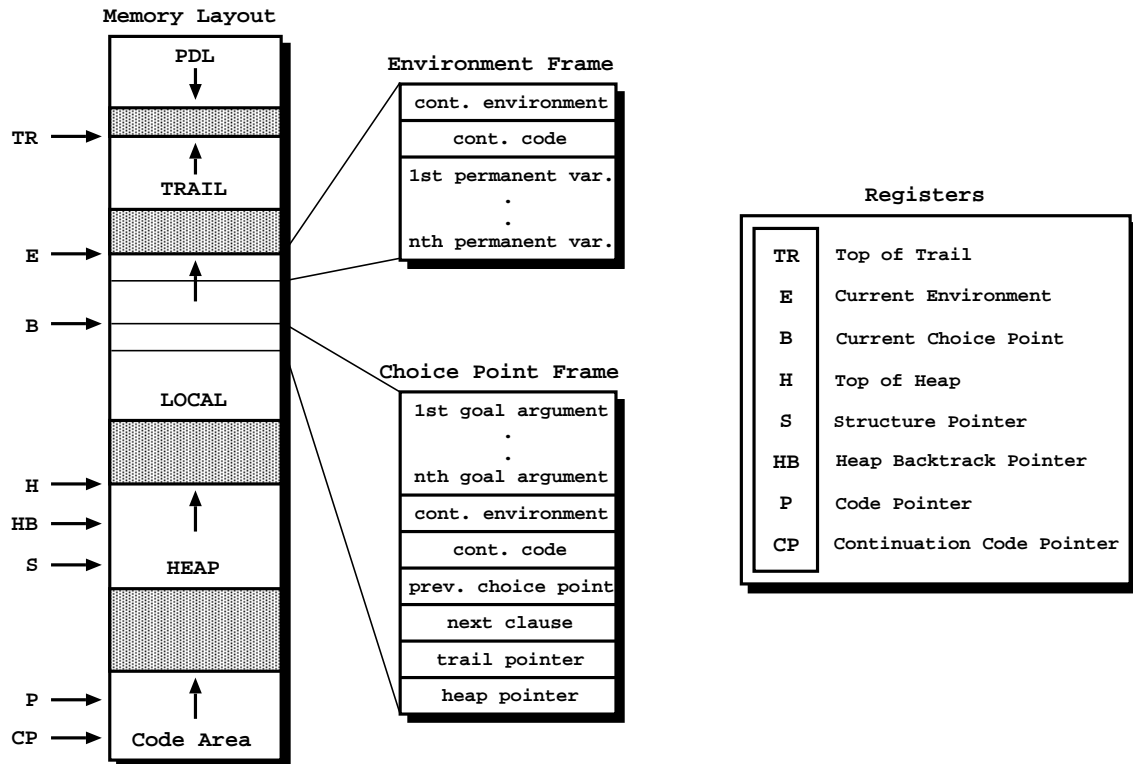 Memory Layout
PDL
TR
TRAIL
E
B
LOCAL
H
HB
S
HEAP
P
CP
Code Area
Environment Frame
cont. environment
cont. code
1st permanent var.
.
.
nth permanent var.
Choice Point Frame
1st goal argument
.
.
nth goal argument
cont. environment
cont. code
prev. choice point
next clause
trail pointer
heap pointer
Registers
TR Top of Trail
E Current Environment
B Current Choice Point
H Top of Heap
S Structure Pointer
HB Heap Backtrack Pointer
P Code Pointer
CP Continuation Code Pointer